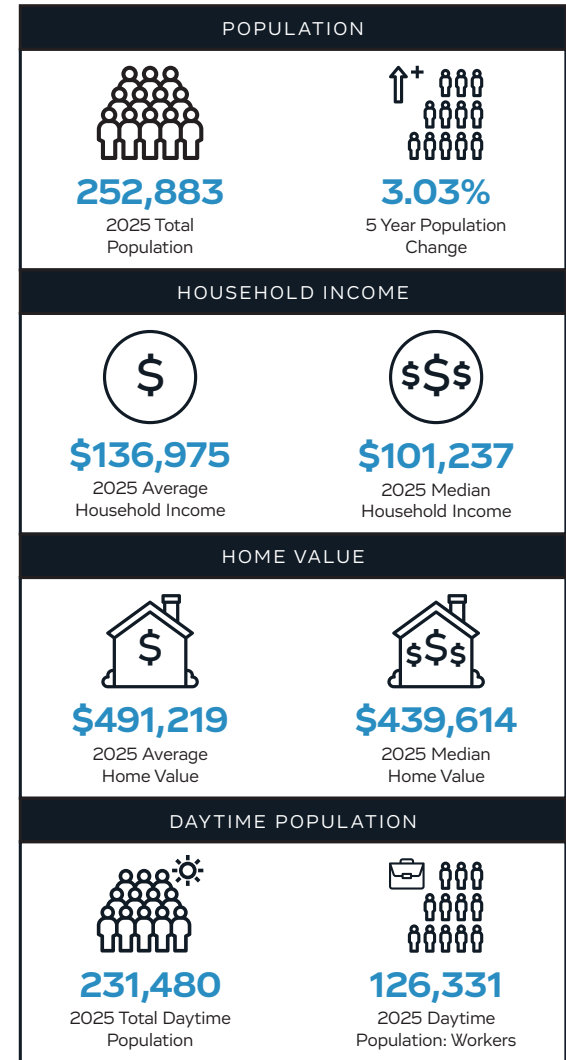 POPULATION
252,883
2025 Total
Population
3.03%
5 Year Population
Change
HOUSEHOLD INCOME
$
$136,975
2025 Average
Household Income
$$$
$101,237
2025 Median
Household Income
HOME VALUE
$
$491,219
2025 Average
Home Value
$$$
$439,614
2025 Median
Home Value
DAYTIME POPULATION
231,480
2025 Total Daytime
Population
126,331
2025 Daytime
Population: Workers